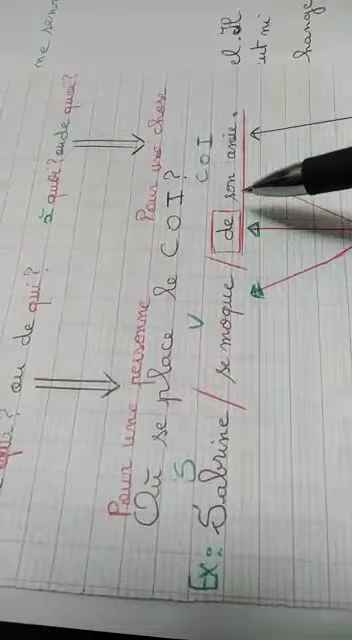 qui? ou de qui? à quoi? ou de quoi?
Pour une personne Pour une chose
Où se place le COI?
S V COI
Ex: Sabrine / se moque / de son amie.